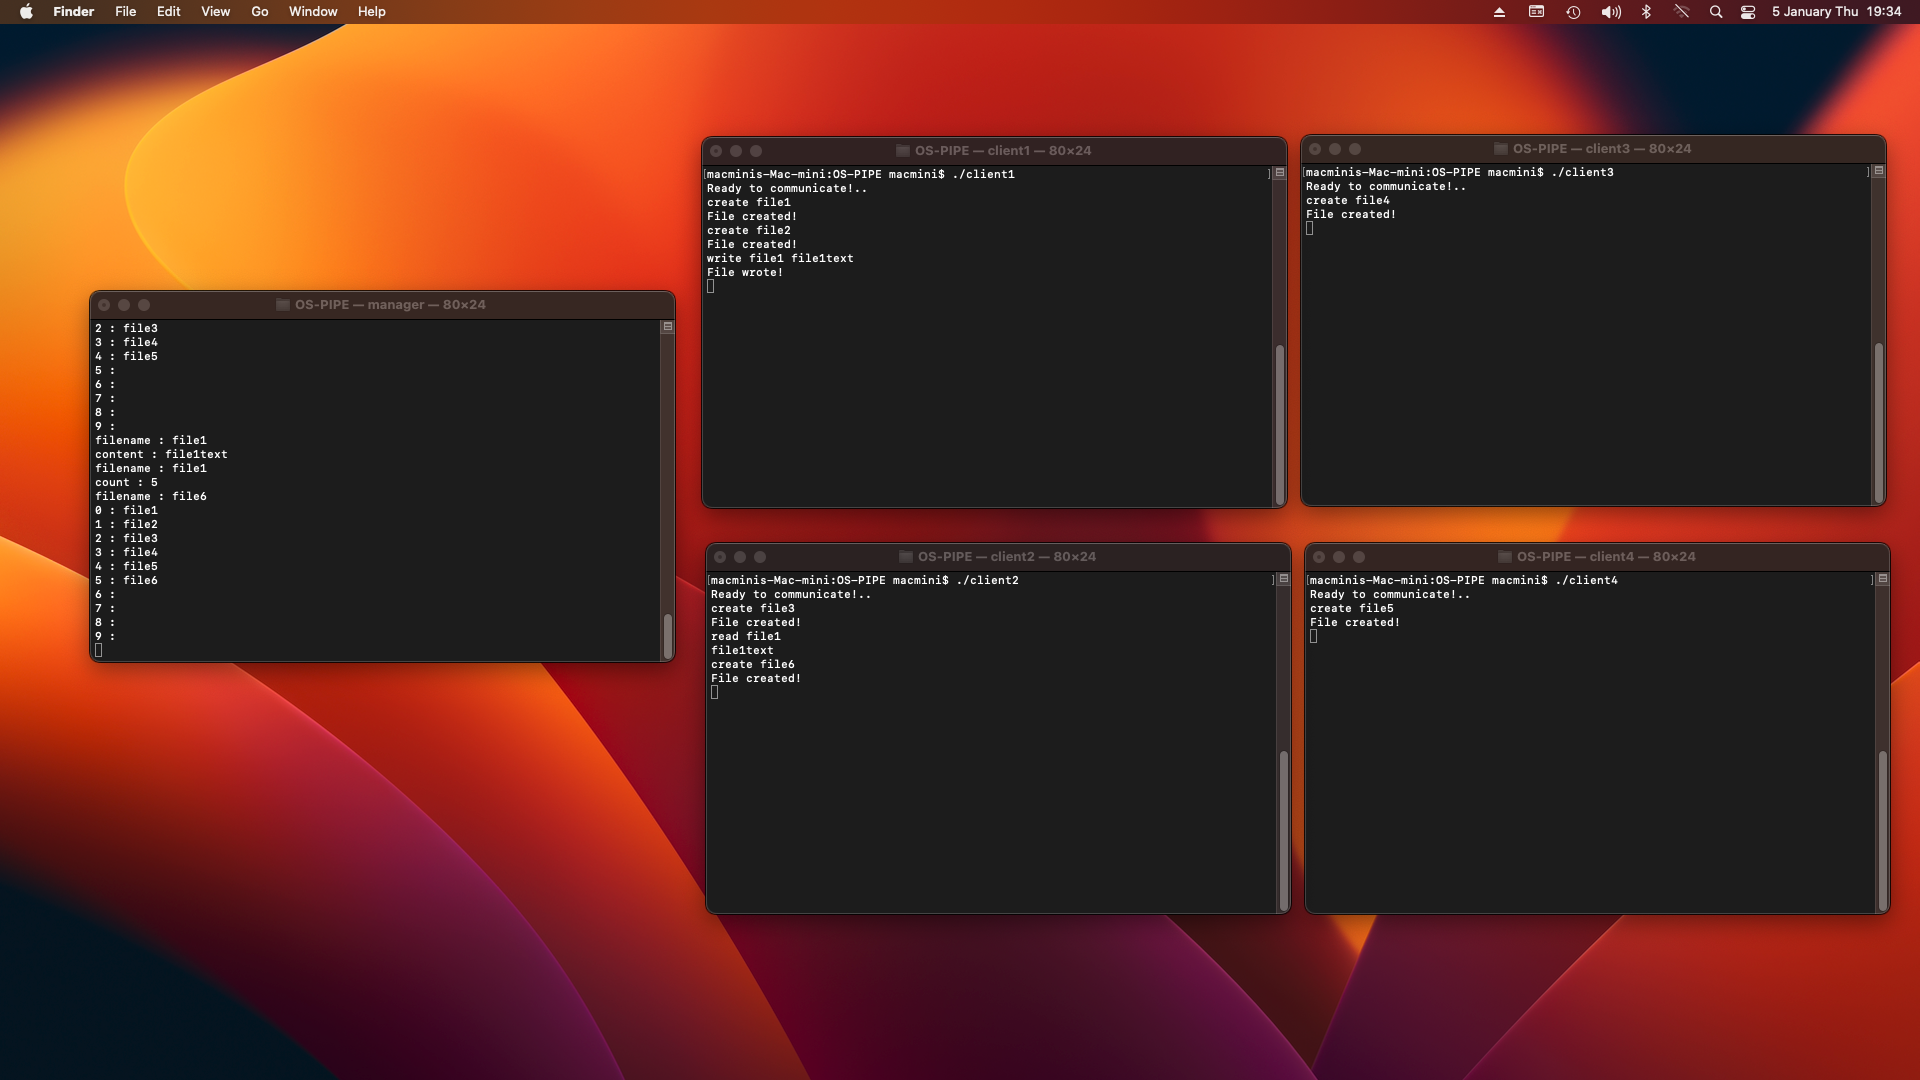 Finder File Edit View Go Window Help 5 January Thu 19:34
OS-PIPE — manager — 80×24
2 : file3
3 : file4
4 : file5
5 :
6 :
7 :
8 :
9 :
filename : file1
content : file1text
filename : file1
count : 5
filename : file6
0 : file1
1 : file2
2 : file3
3 : file4
4 : file5
5 : file6
6 :
7 :
8 :
9 :
OS-PIPE — client1 — 80×24
[macminis-Mac-mini:OS-PIPE macmini$ ./client1 ]
Ready to communicate!..
create file1
File created!
create file2
File created!
write file1 file1text
File wrote!
OS-PIPE — client3 — 80×24
[macminis-Mac-mini:OS-PIPE macmini$ ./client3 ]
Ready to communicate!..
create file4
File created!
OS-PIPE — client2 — 80×24
[macminis-Mac-mini:OS-PIPE macmini$ ./client2 ]
Ready to communicate!..
create file3
File created!
read file1
file1text
create file6
File created!
OS-PIPE — client4 — 80×24
[macminis-Mac-mini:OS-PIPE macmini$ ./client4 ]
Ready to communicate!..
create file5
File created!